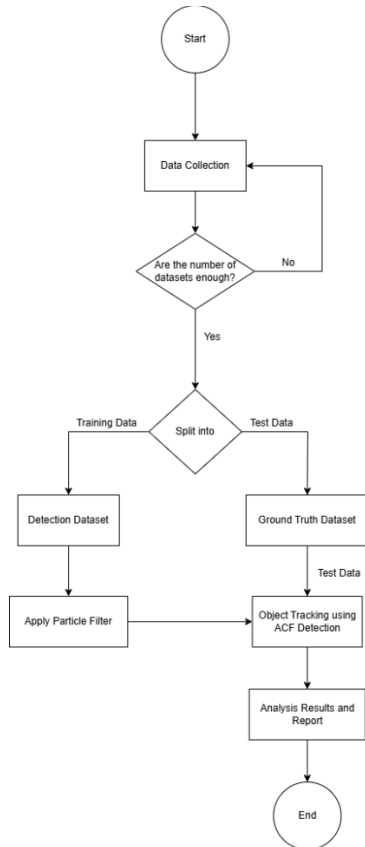 Start
Data Collection
Are the number of
datasets enough?
No
Yes
Training Data
Split into
Test Data
Detection Dataset
Ground Truth Dataset
Test Data
Apply Particle Filter
Object Tracking using
ACF Detection
Analysis Results and
Report
End